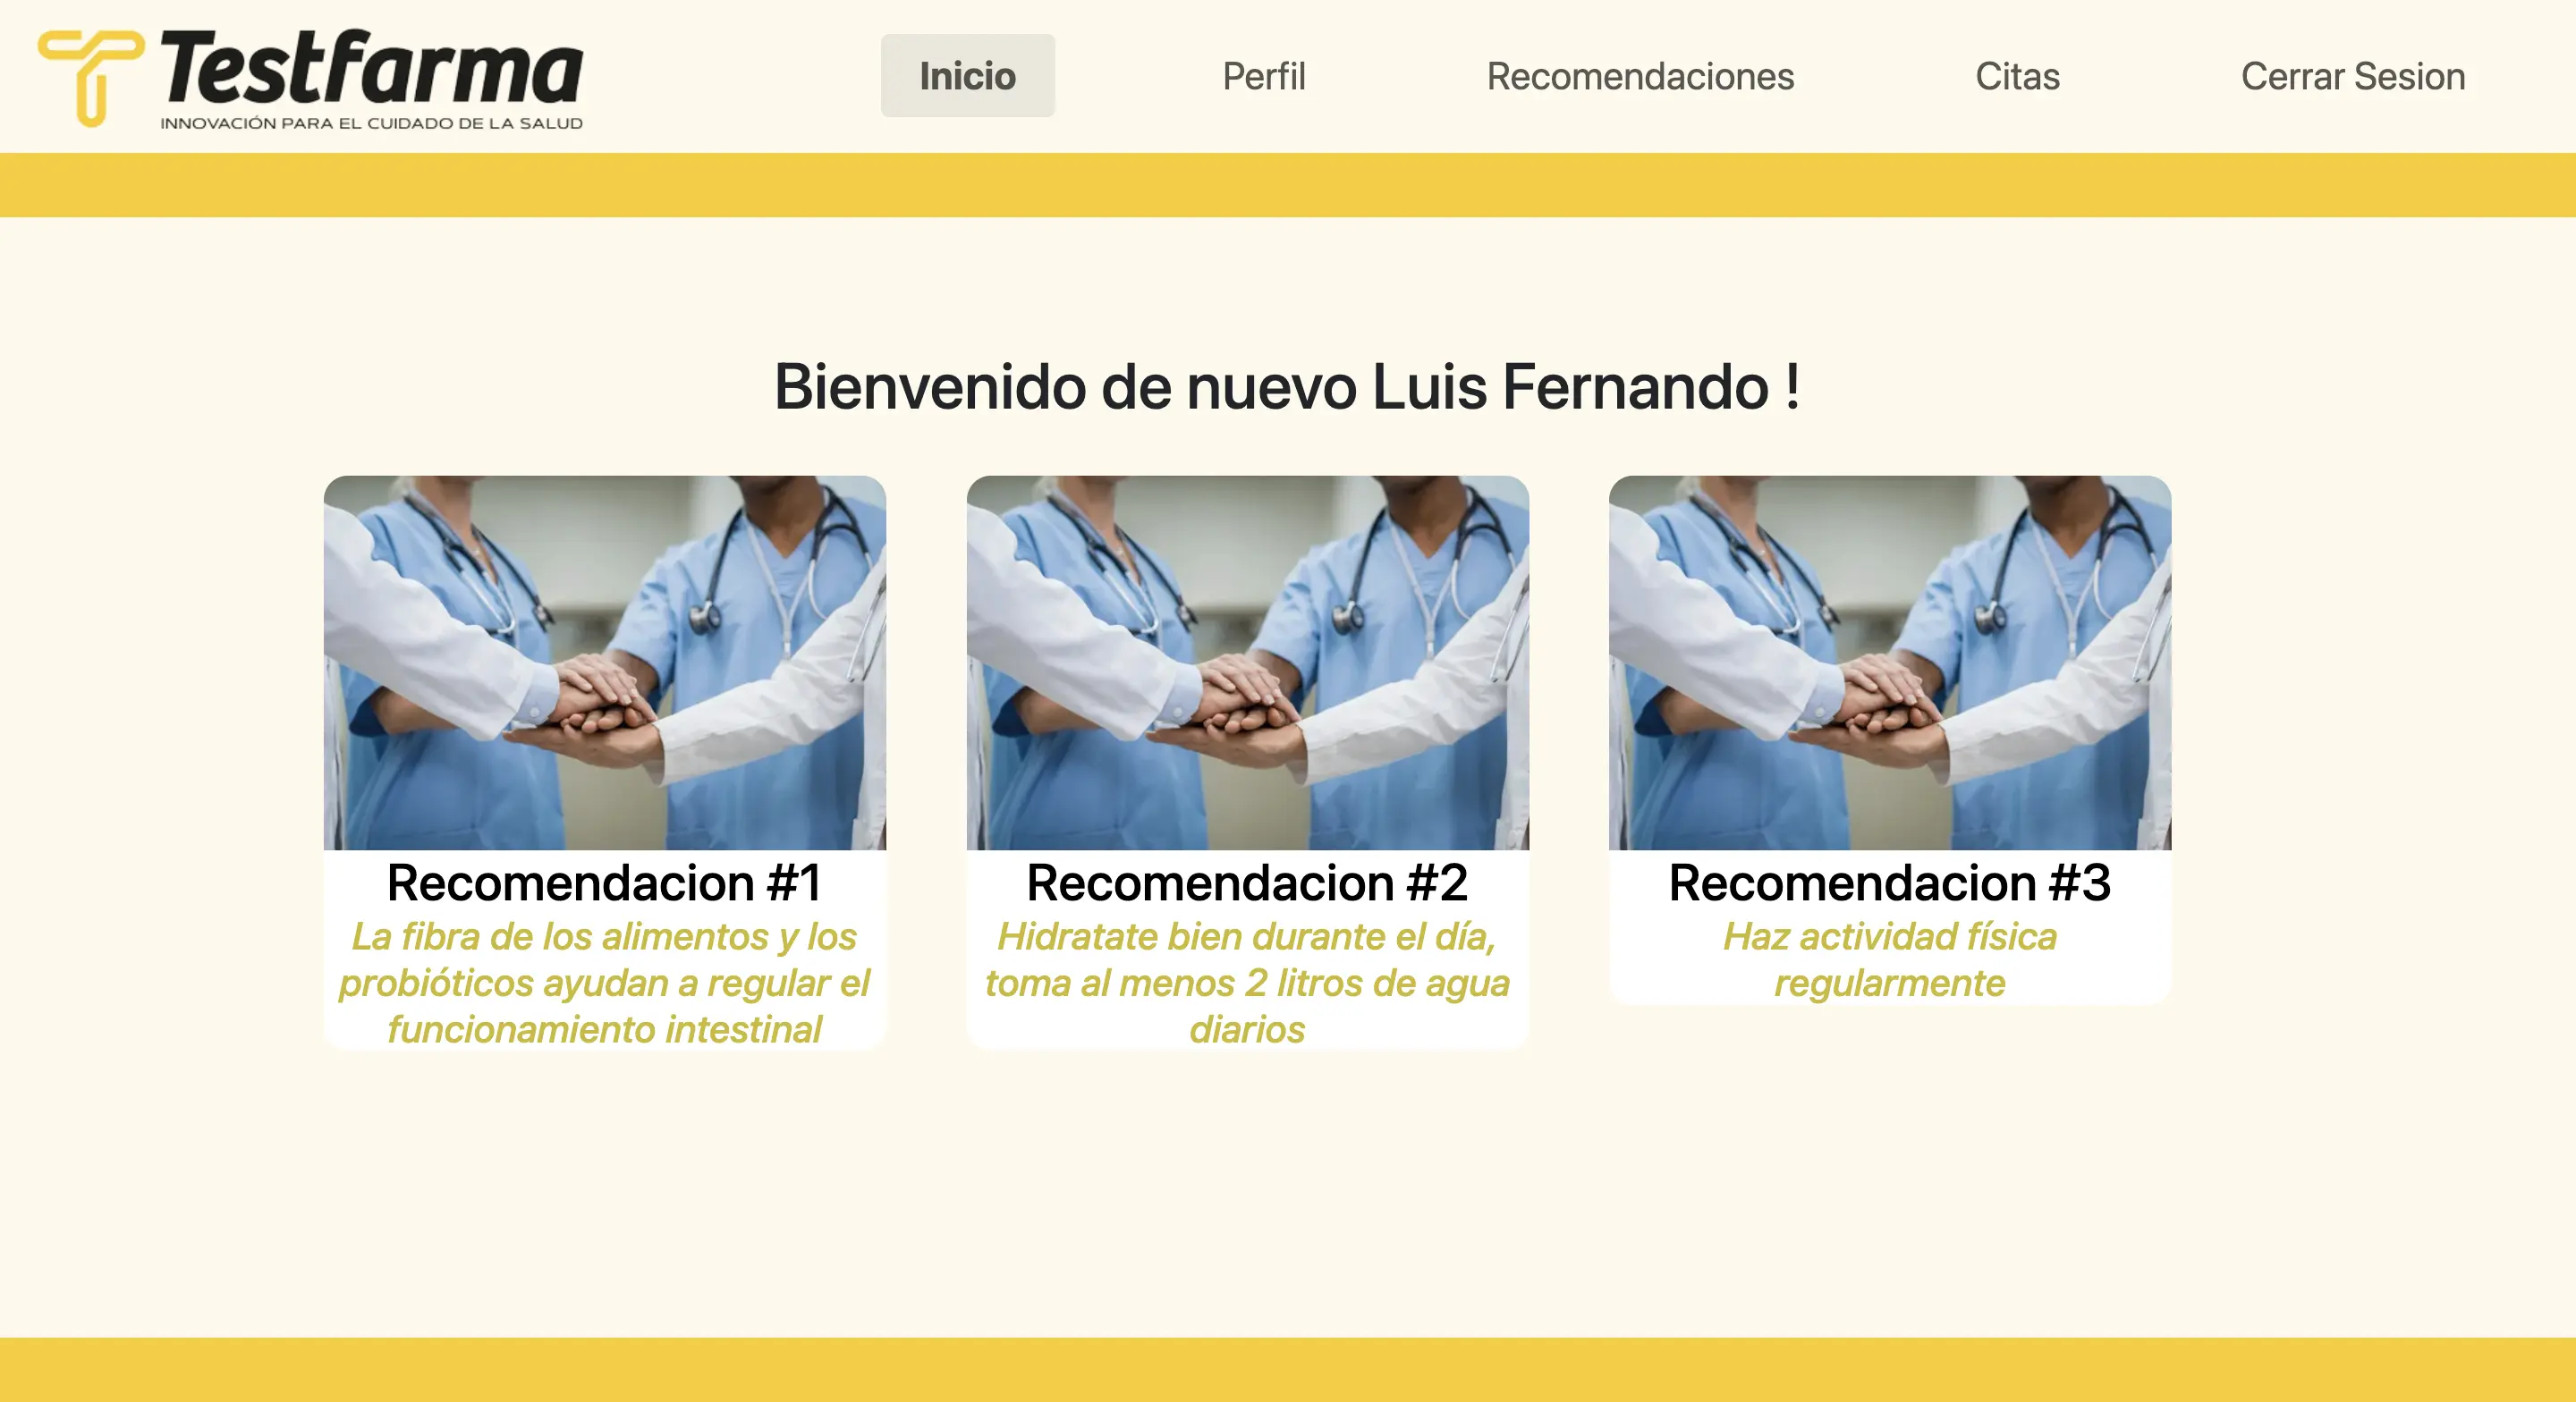 Testfarma
INNOVACIÓN PARA EL CUIDADO DE LA SALUD
Inicio
Perfil
Recomendaciones
Citas
Cerrar Sesion
Bienvenido de nuevo Luis Fernando !
Recomendacion #1
La fibra de los alimentos y los
probióticos ayudan a regular el
funcionamiento intestinal
Recomendacion #2
Hidratate bien durante el día,
toma al menos 2 litros de agua
diarios
Recomendacion #3
Haz actividad física
regularmente